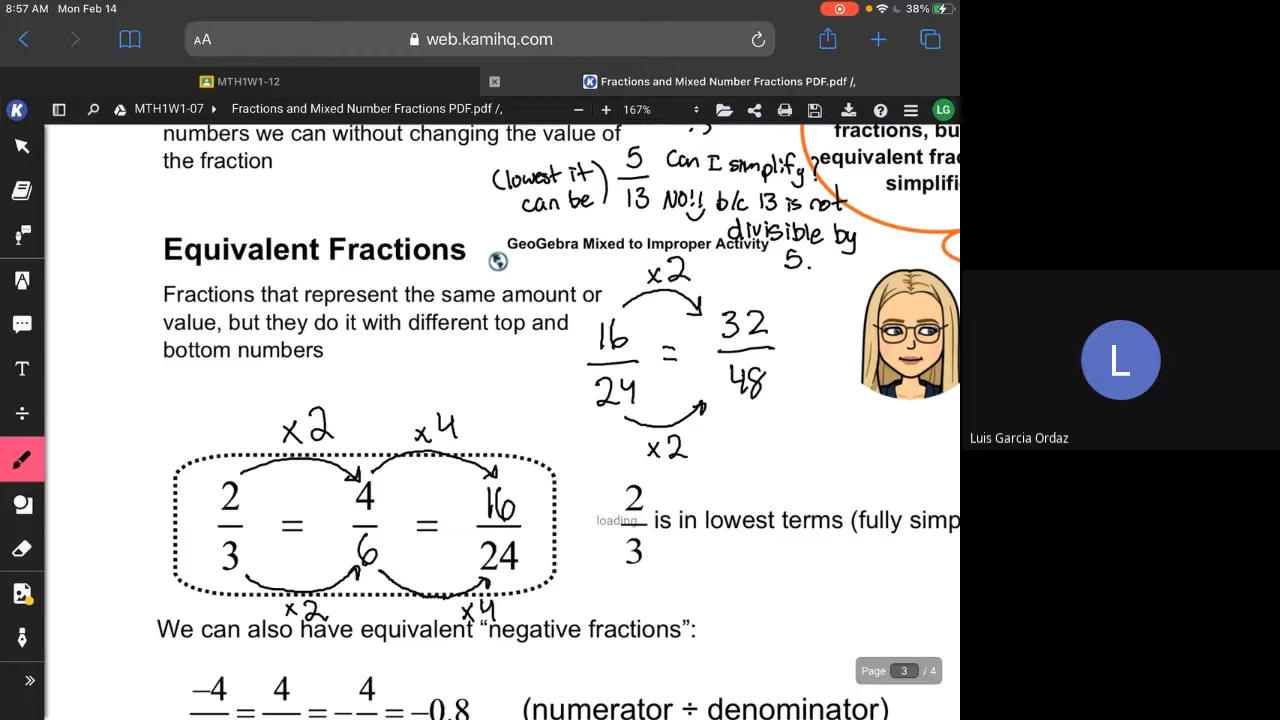 8:57 AM Mon Feb 14
38%
AA web.kamihq.com
MTH1W1-12
Fractions and Mixed Number Fractions PDF.pdf /,
MTH1W1-07 Fractions and Mixed Number Fractions PDF.pdf /,
167%
LG
numbers we can without changing the value of
the fraction
(lowest it
can be)
5
13
Can I simplify?
NO!! b/c 13 is not
divisible by
5.
fractions, bu
equivalent fra
simplifi
Equivalent Fractions
GeoGebra Mixed to Improper Activity
Fractions that represent the same amount or
value, but they do it with different top and
bottom numbers
x2
16 = 32
24 48
x2
x2 x4
2 = 4 = 16
3 6 24
x2 x4
loading
2
3 is in lowest terms (fully simp
We can also have equivalent “negative fractions”:
−4 = 4 = − 4 = −0.8 (numerator ÷ denominator)
Page 3 / 4
L
Luis Garcia Ordaz